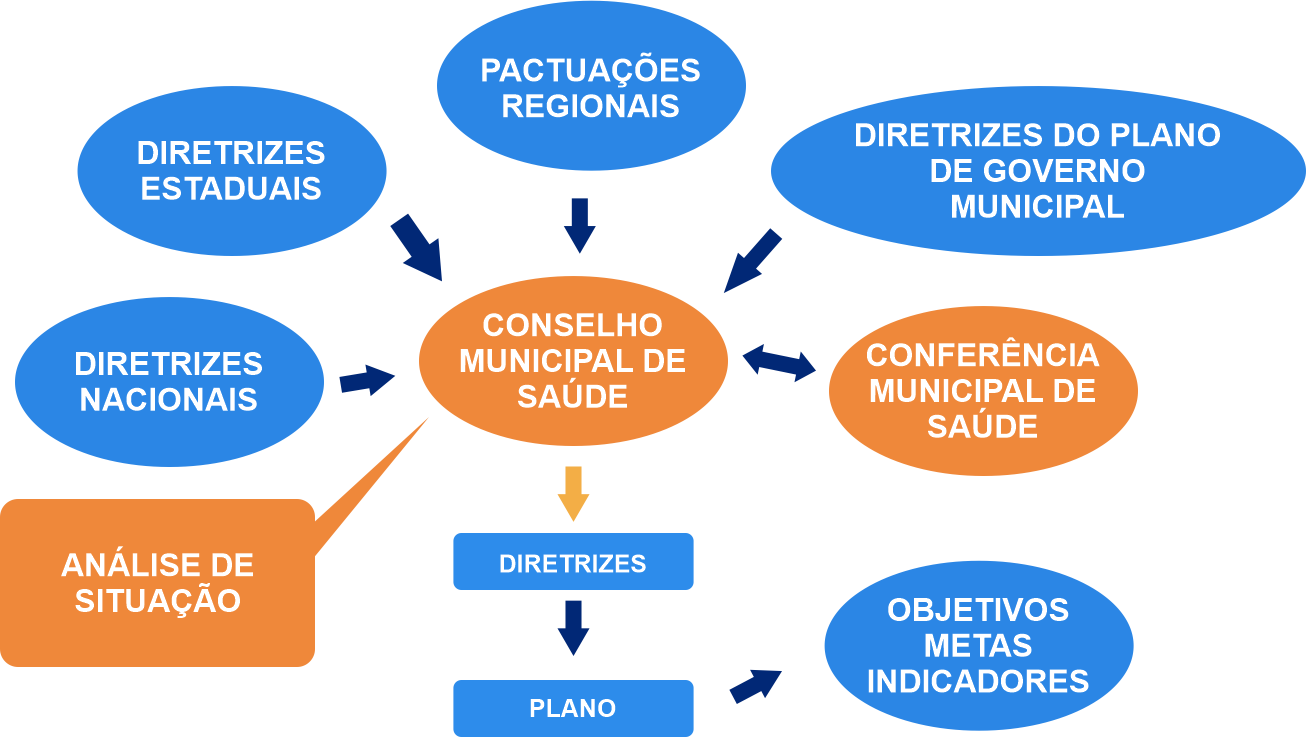 PACTUAÇÕES
REGIONAIS
DIRETRIZES
ESTADUAIS
DIRETRIZES DO PLANO
DE GOVERNO
MUNICIPAL
DIRETRIZES
NACIONAIS
CONSELHO
MUNICIPAL DE
SAÚDE
CONFERÊNCIA
MUNICIPAL DE
SAÚDE
ANÁLISE DE
SITUAÇÃO
DIRETRIZES
OBJETIVOS
METAS
INDICADORES
PLANO